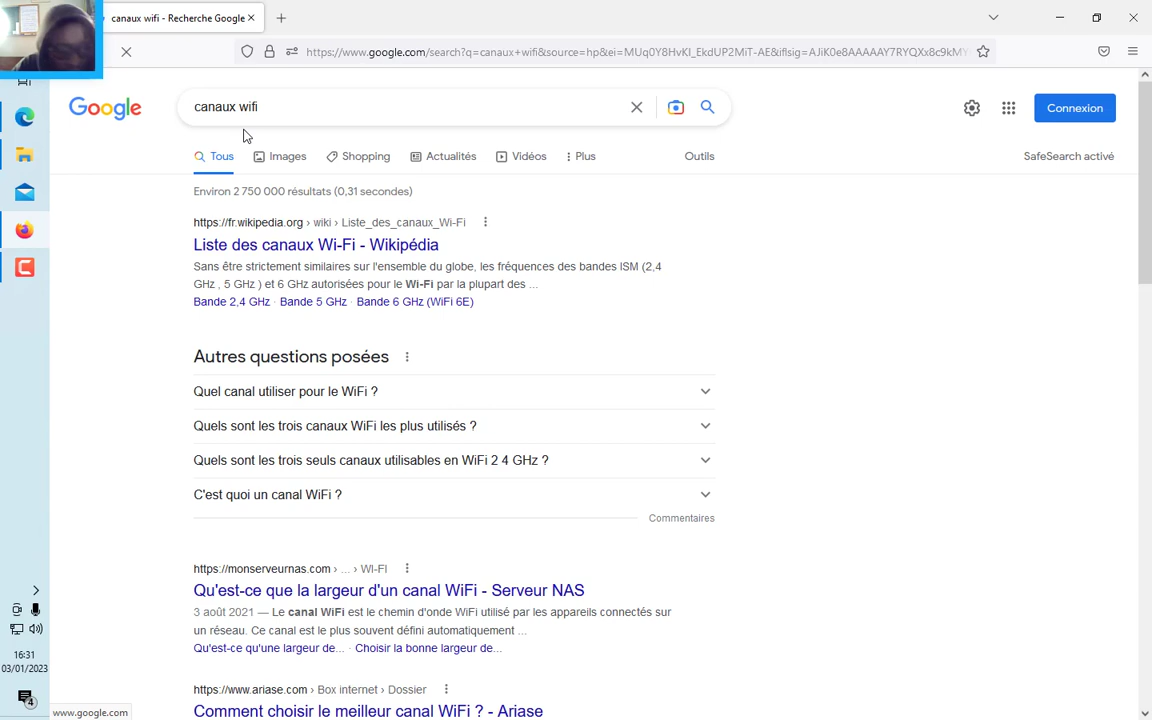 canaux wifi - Recherche Google
https://www.google.com/search?q=canaux+wifi&source=hp&ei=MUq0Y8HvKI_EkdUP2MiT-AE&iflsig=AJiK0e8AAAAAY7RYQXx8c9kMY
Google
canaux wifi
Connexion
Tous
Images
Shopping
Actualités
Vidéos
Plus
Outils
SafeSearch activé
Environ 2 750 000 résultats (0,31 secondes)
https://fr.wikipedia.org › wiki › Liste_des_canaux_Wi-Fi
Liste des canaux Wi-Fi - Wikipédia
Sans être strictement similaires sur l'ensemble du globe, les fréquences des bandes ISM (2,4
GHz , 5 GHz ) et 6 GHz autorisées pour le Wi-Fi par la plupart des ...
Bande 2,4 GHz · Bande 5 GHz · Bande 6 GHz (WiFi 6E)
Autres questions posées
Quel canal utiliser pour le WiFi ?
Quels sont les trois canaux WiFi les plus utilisés ?
Quels sont les trois seuls canaux utilisables en WiFi 2 4 GHz ?
C'est quoi un canal WiFi ?
Commentaires
https://monserveurnas.com › ... › WI-FI
Qu'est-ce que la largeur d'un canal WiFi - Serveur NAS
3 août 2021 — Le canal WiFi est le chemin d'onde WiFi utilisé par les appareils connectés sur
un réseau. Ce canal est le plus souvent défini automatiquement ...
Qu'est-ce qu'une largeur de... · Choisir la bonne largeur de...
https://www.ariase.com › Box internet › Dossier
Comment choisir le meilleur canal WiFi ? - Ariase
16:31
03/01/2023
4
www.google.com